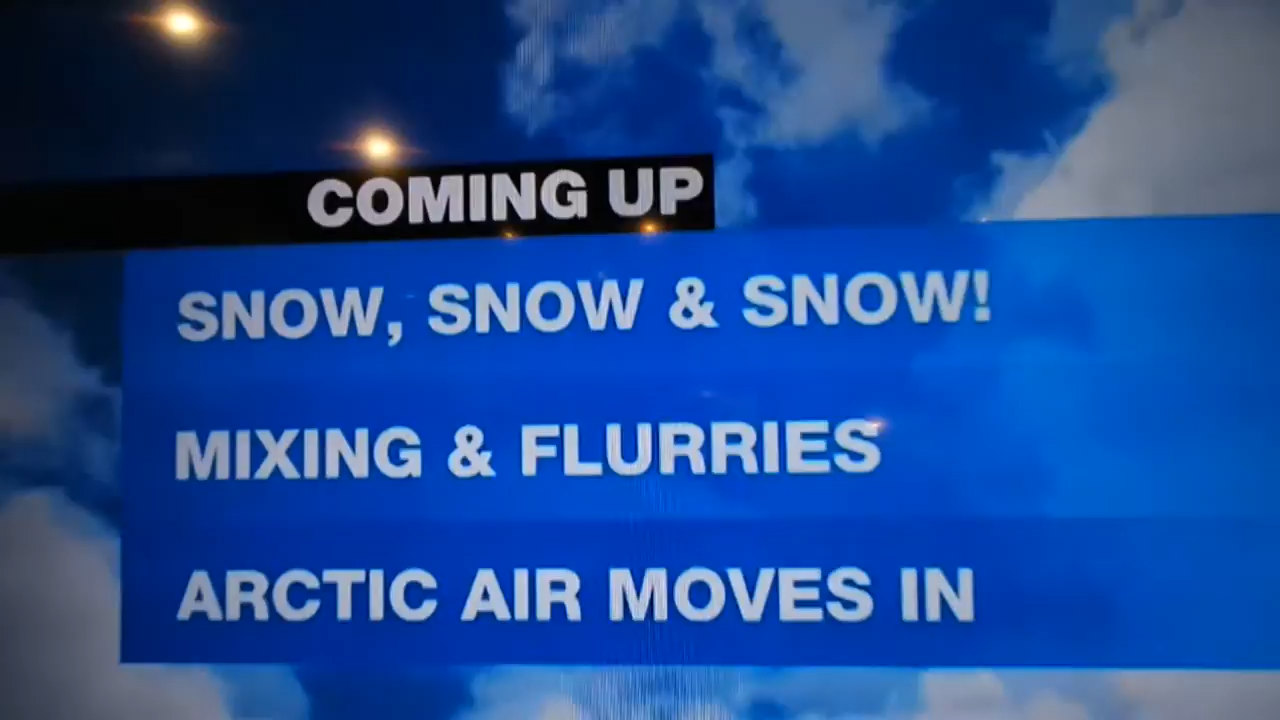 COMING UP
SNOW, SNOW & SNOW!
MIXING & FLURRIES
ARCTIC AIR MOVES IN